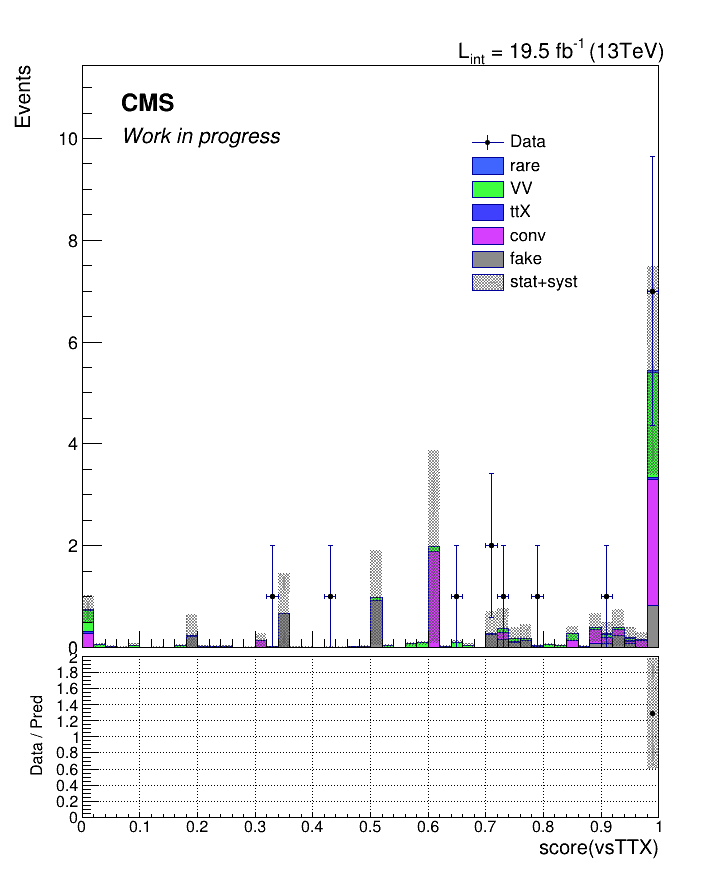 L_int = 19.5 fb^-1 (13TeV)
Events
CMS
Work in progress
Data
rare
VV
ttX
conv
fake
stat+syst
10
8
6
4
2
0
Data / Pred
2
1.8
1.6
1.4
1.2
1
0.8
0.6
0.4
0.2
0
0 0.1 0.2 0.3 0.4 0.5 0.6 0.7 0.8 0.9 1
score(vsTTX)